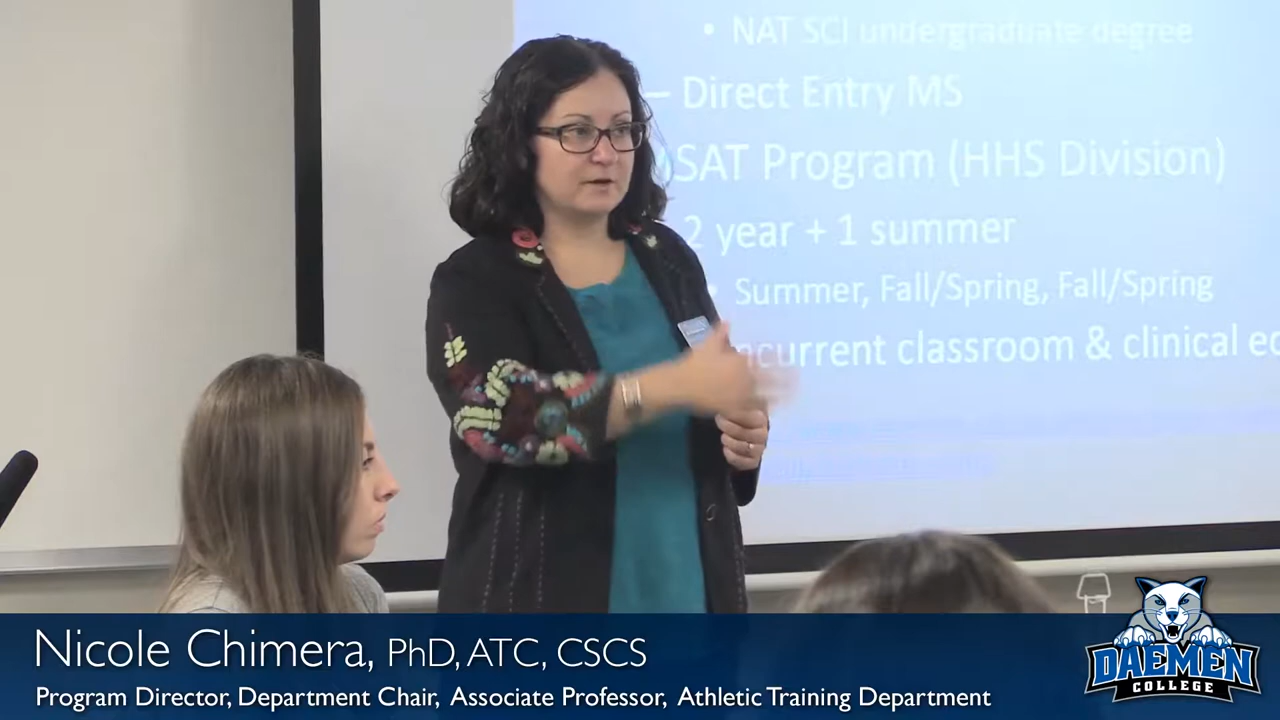 • NAT SCI undergraduate degree
– Direct Entry MS
SAT Program (HHS Division)
2 year + 1 summer
• Summer, Fall/Spring, Fall/Spring
ncurrent classroom & clinical ed
Nicole Chimera, PhD, ATC, CSCS
Program Director, Department Chair, Associate Professor, Athletic Training Department
DAEMEN
COLLEGE